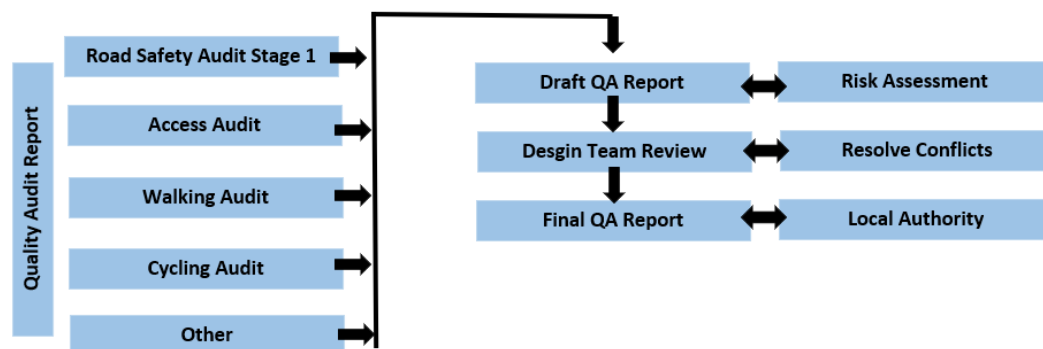 Quality Audit Report
Road Safety Audit Stage 1
Access Audit
Walking Audit
Cycling Audit
Other
Draft QA Report
Risk Assessment
Desgin Team Review
Resolve Conflicts
Final QA Report
Local Authority